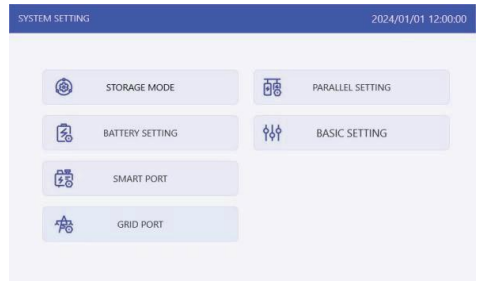 SYSTEM SETTING
2024/01/01 12:00:00
STORAGE MODE
PARALLEL SETTING
BATTERY SETTING
BASIC SETTING
SMART PORT
GRID PORT